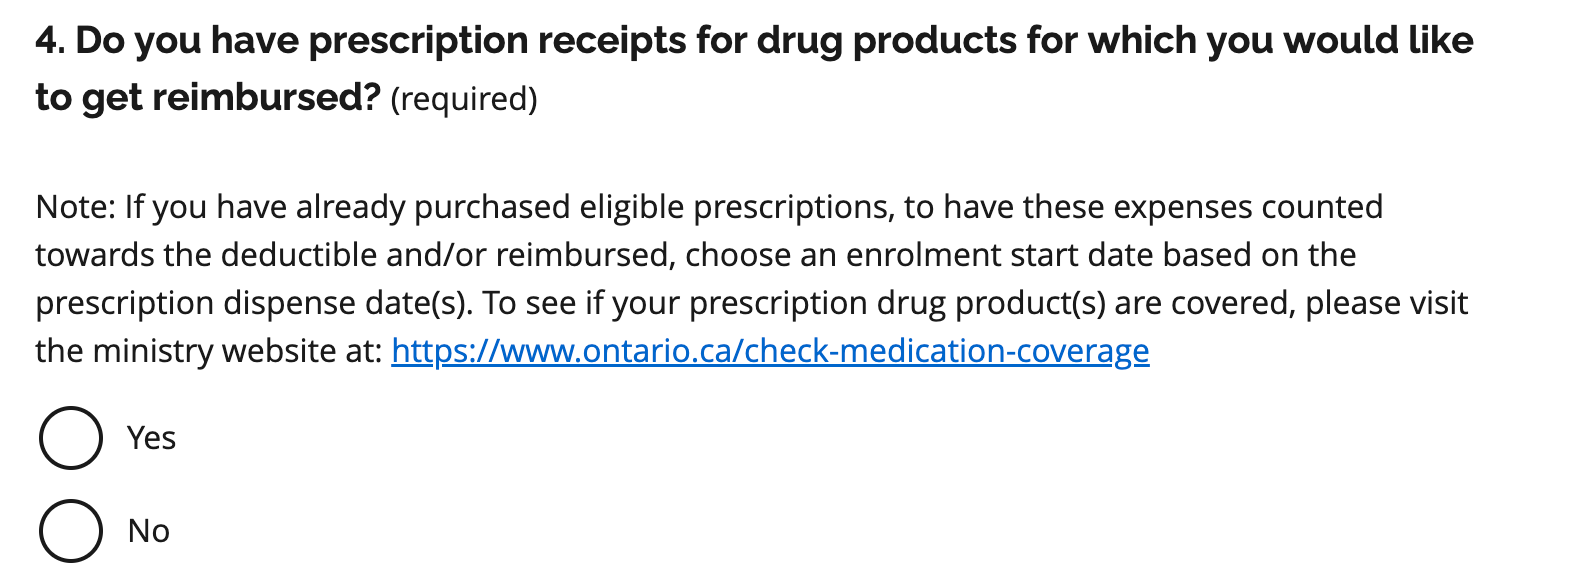 4. Do you have prescription receipts for drug products for which you would like
to get reimbursed? (required)
Note: If you have already purchased eligible prescriptions, to have these expenses counted
towards the deductible and/or reimbursed, choose an enrolment start date based on the
prescription dispense date(s). To see if your prescription drug product(s) are covered, please visit
the ministry website at: https://www.ontario.ca/check-medication-coverage
Yes
No